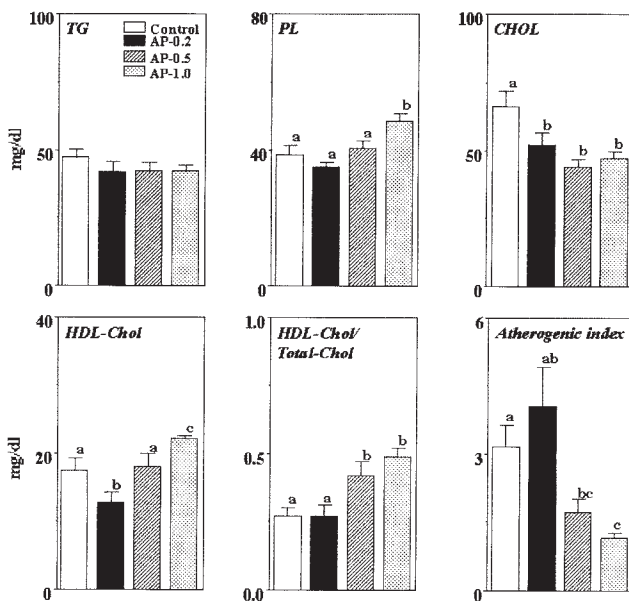 100
TG
Control
AP-0.2
AP-0.5
AP-1.0
50
0
mg/dl
80
PL
a
a
a
b
40
0
100
CHOL
a
b
b
b
50
0
40
HDL-Chol
a
b
a
c
20
0
mg/dl
1.0
HDL-Chol/
Total-Chol
a
a
b
b
0.5
0.0
6
Atherogenic index
a
ab
bc
c
3
0